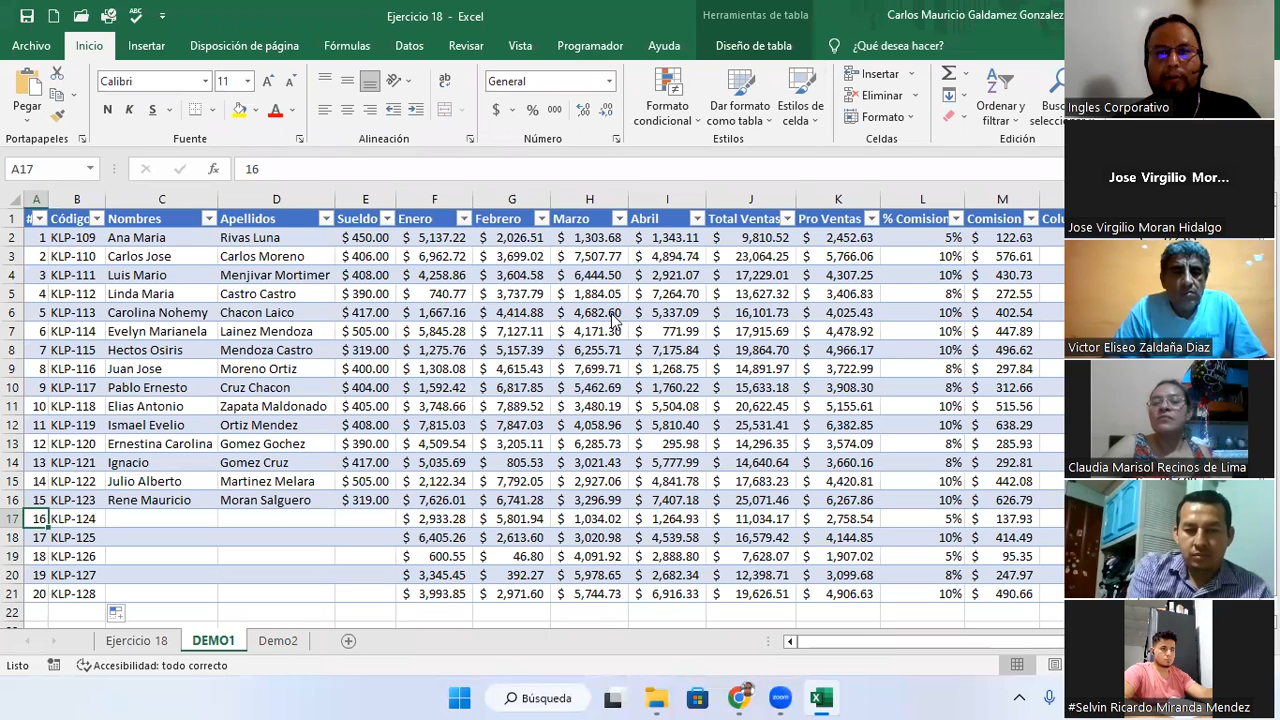 Ejercicio 18 - Excel
Herramientas de tabla
Carlos Mauricio Galdamez Gonzalez
Archivo Inicio Insertar Disposición de página Fórmulas Datos Revisar Vista Programador Ayuda Diseño de tabla ¿Qué desea hacer?
Pegar
Calibri 11
General
Formato condicional
Dar formato como tabla
Estilos de celda
Insertar
Eliminar
Formato
Ordenar y filtrar
Portapapeles Fuente Alineación Número Estilos Celdas Edición
A17 16
A B C D E F G H I J K L M
1 # Código Nombres Apellidos Sueldo Enero Febrero Marzo Abril Total Ventas Pro Ventas % Comision Comision
2 1 KLP-109 Ana Maria Rivas Luna $ 450.00 $ 5,137.22 $ 2,026.51 $ 1,303.68 $ 1,343.11 $ 9,810.52 $ 2,452.63 5% $ 122.63
3 2 KLP-110 Carlos Jose Carlos Moreno $ 406.00 $ 6,962.72 $ 3,699.02 $ 7,507.77 $ 4,894.74 $ 23,064.25 $ 5,766.06 10% $ 576.61
4 3 KLP-111 Luis Mario Menjivar Mortimer $ 408.00 $ 4,258.86 $ 3,604.58 $ 6,444.50 $ 2,921.07 $ 17,229.01 $ 4,307.25 10% $ 430.73
5 4 KLP-112 Linda Maria Castro Castro $ 390.00 $ 740.77 $ 3,737.79 $ 1,884.05 $ 7,264.70 $ 13,627.32 $ 3,406.83 8% $ 272.55
6 5 KLP-113 Carolina Nohemy Chacon Laico $ 417.00 $ 1,667.16 $ 4,414.88 $ 4,682.60 $ 5,337.09 $ 16,101.73 $ 4,025.43 10% $ 402.54
7 6 KLP-114 Evelyn Marianela Lainez Mendoza $ 505.00 $ 5,845.28 $ 7,127.11 $ 4,171.30 $ 771.99 $ 17,915.69 $ 4,478.92 10% $ 447.89
8 7 KLP-115 Hectos Osiris Mendoza Castro $ 319.00 $ 1,275.76 $ 5,157.39 $ 6,255.71 $ 7,175.84 $ 19,864.70 $ 4,966.17 10% $ 496.62
9 8 KLP-116 Juan Jose Moreno Ortiz $ 400.00 $ 1,308.08 $ 4,615.43 $ 7,699.71 $ 1,268.75 $ 14,891.97 $ 3,722.99 8% $ 297.84
10 9 KLP-117 Pablo Ernesto Cruz Chacon $ 404.00 $ 1,592.42 $ 6,817.85 $ 5,462.69 $ 1,760.22 $ 15,633.18 $ 3,908.30 8% $ 312.66
11 10 KLP-118 Elias Antonio Zapata Maldonado $ 405.00 $ 3,748.66 $ 7,889.52 $ 3,480.19 $ 5,504.08 $ 20,622.45 $ 5,155.61 10% $ 515.56
12 11 KLP-119 Ismael Evelio Ortiz Mendez $ 408.00 $ 7,815.03 $ 7,847.03 $ 4,058.96 $ 5,810.40 $ 25,531.41 $ 6,382.85 10% $ 638.29
13 12 KLP-120 Ernestina Carolina Gomez Gochez $ 390.00 $ 4,509.54 $ 3,205.11 $ 6,285.73 $ 295.98 $ 14,296.35 $ 3,574.09 8% $ 285.93
14 13 KLP-121 Ignacio Gomez Cruz $ 417.00 $ 5,035.69 $ 805.53 $ 3,021.43 $ 5,777.99 $ 14,640.64 $ 3,660.16 8% $ 292.81
15 14 KLP-122 Julio Alberto Martinez Melara $ 505.00 $ 2,122.34 $ 7,792.05 $ 2,927.06 $ 4,841.78 $ 17,683.23 $ 4,420.81 10% $ 442.08
16 15 KLP-123 Rene Mauricio Moran Salguero $ 319.00 $ 7,626.01 $ 6,741.28 $ 3,296.99 $ 7,407.18 $ 25,071.46 $ 6,267.86 10% $ 626.79
17 16 KLP-124 $ 2,933.28 $ 5,801.94 $ 1,034.02 $ 1,264.93 $ 11,034.17 $ 2,758.54 5% $ 137.93
18 17 KLP-125 $ 6,405.26 $ 2,613.60 $ 3,020.98 $ 4,539.58 $ 16,579.42 $ 4,144.85 10% $ 414.49
19 18 KLP-126 $ 600.55 $ 46.80 $ 4,091.92 $ 2,888.80 $ 7,628.07 $ 1,907.02 5% $ 95.35
20 19 KLP-127 $ 3,345.45 $ 392.27 $ 5,978.65 $ 2,682.34 $ 12,398.71 $ 3,099.68 8% $ 247.97
21 20 KLP-128 $ 3,993.85 $ 2,971.60 $ 5,744.73 $ 6,916.33 $ 19,626.51 $ 4,906.63 10% $ 490.66
22
Ejercicio 18 DEMO1 Demo2
Listo Accesibilidad: todo correcto
Búsqueda
Ingles Corporativo
Jose Virgilio Mor...
Jose Virgilio Moran Hidalgo
Victor Eliseo Zaldaña Diaz
Claudia Marisol Recinos de Lima
#Selvin Ricardo Miranda Mendez